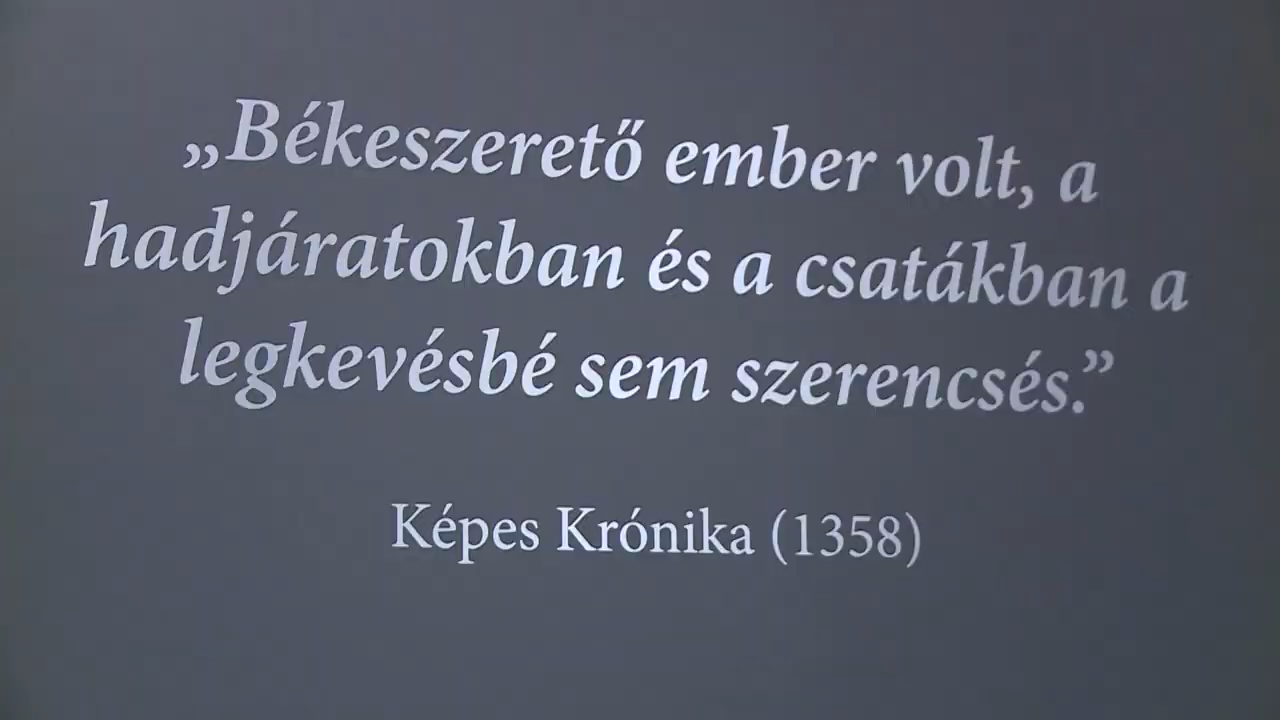 „Békeszerető ember volt, a
hadjáratokban és a csatákban a
legkevésbé sem szerencsés.”
Képes Krónika (1358)